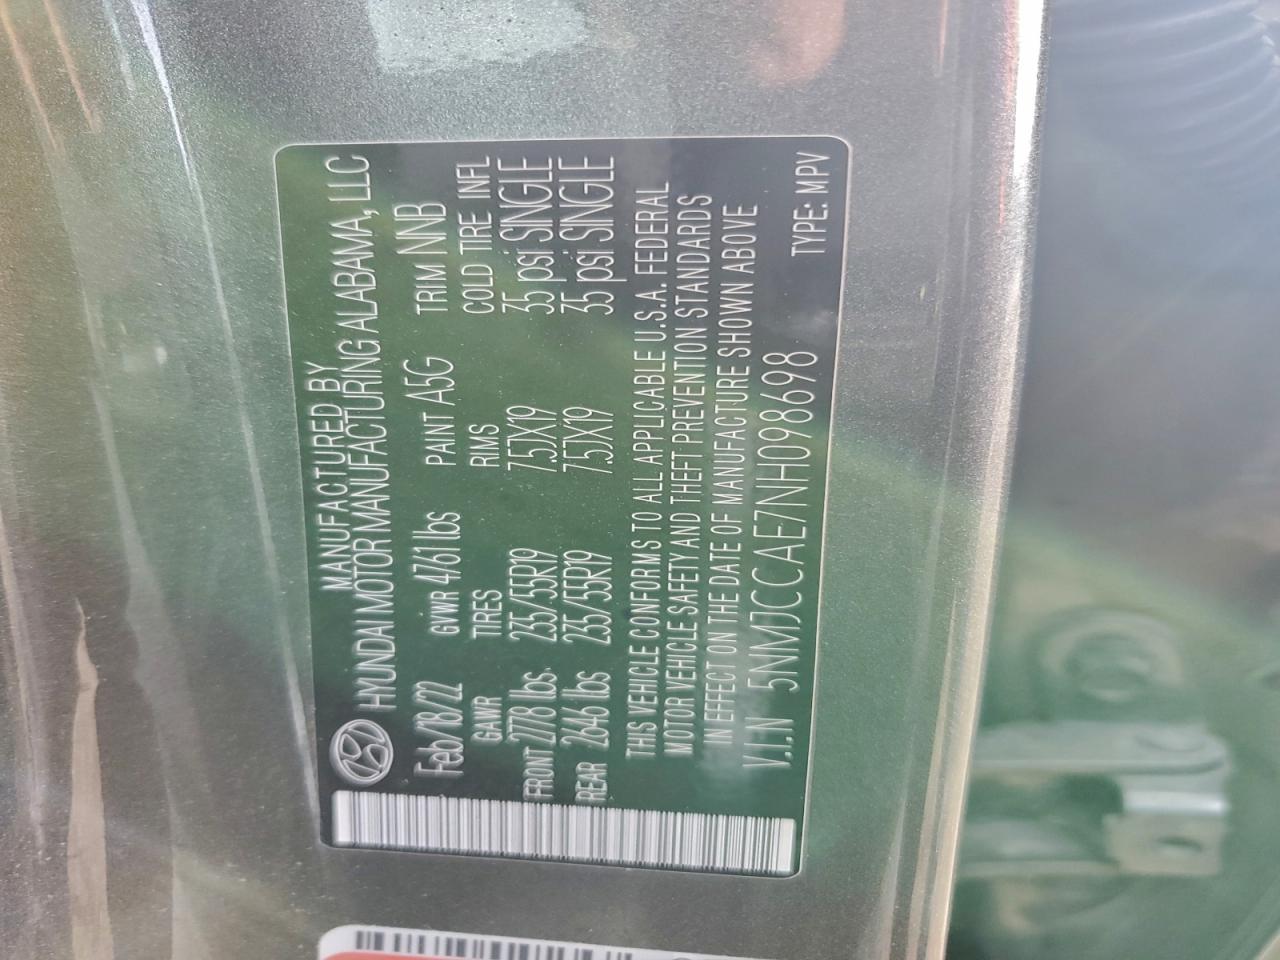 MANUFACTURED BY
HYUNDAI MOTOR MANUFACTURING ALABAMA, LLC
Feb/18/22 GVWR 4761 lbs PAINT A5G TRIM NNB
GAWR TIRES RIMS COLD TIRE INFL
FRONT 2778 lbs 235/55R19 7.5JX19 35 psi SINGLE
REAR 2646 lbs 235/55R19 7.5JX19 35 psi SINGLE
THIS VEHICLE CONFORMS TO ALL APPLICABLE U.S.A. FEDERAL
MOTOR VEHICLE SAFETY AND THEFT PREVENTION STANDARDS
IN EFFECT ON THE DATE OF MANUFACTURE SHOWN ABOVE
V.I.N 5NMJCCAE7NH098698
TYPE: MPV